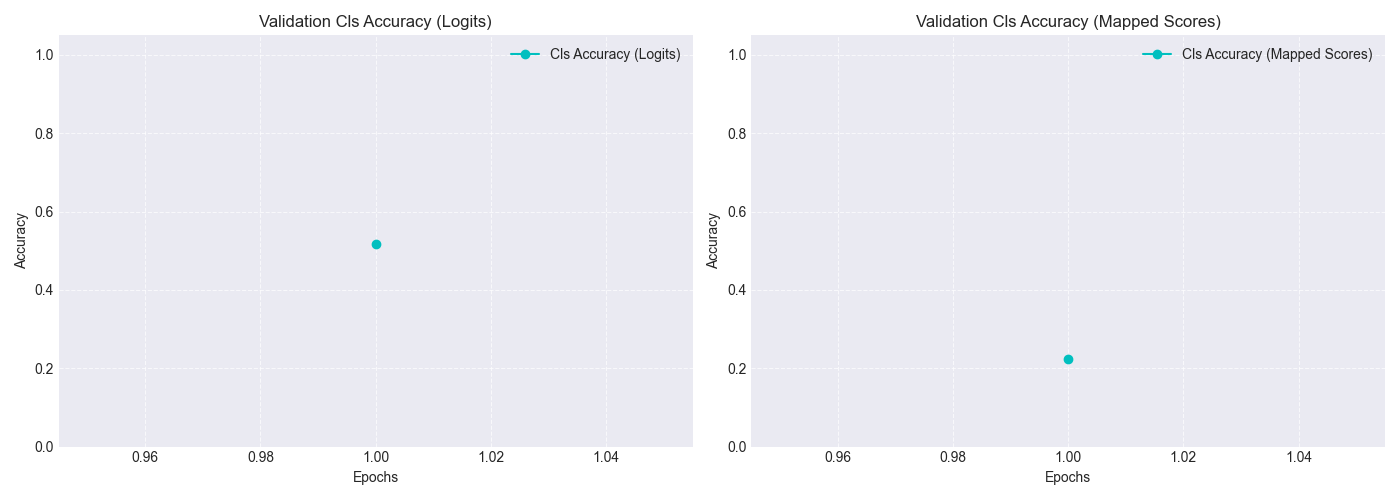 Validation Cls Accuracy (Logits)
Cls Accuracy (Logits)
1.0
0.8
0.6
0.4
0.2
0.0
Accuracy
0.96
0.98
1.00
1.02
1.04
Epochs
Validation Cls Accuracy (Mapped Scores)
Cls Accuracy (Mapped Scores)
1.0
0.8
0.6
0.4
0.2
0.0
Accuracy
0.96
0.98
1.00
1.02
1.04
Epochs